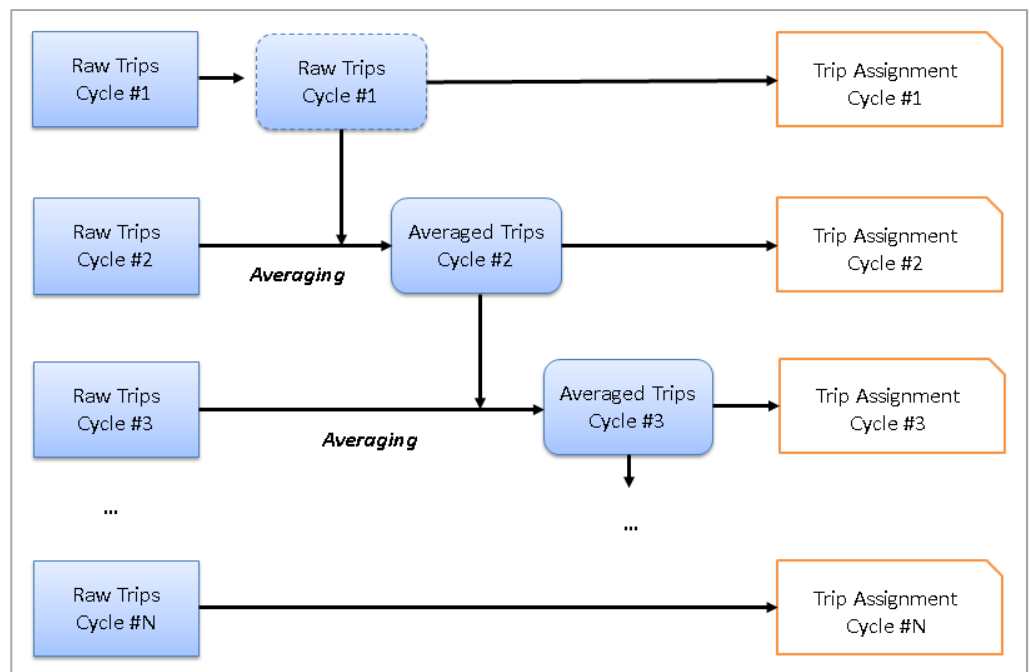 Raw Trips
Cycle #1
Raw Trips
Cycle #1
Trip Assignment
Cycle #1
Raw Trips
Cycle #2
Averaging
Averaged Trips
Cycle #2
Trip Assignment
Cycle #2
Raw Trips
Cycle #3
Averaging
Averaged Trips
Cycle #3
Trip Assignment
Cycle #3
...
...
Raw Trips
Cycle #N
Trip Assignment
Cycle #N